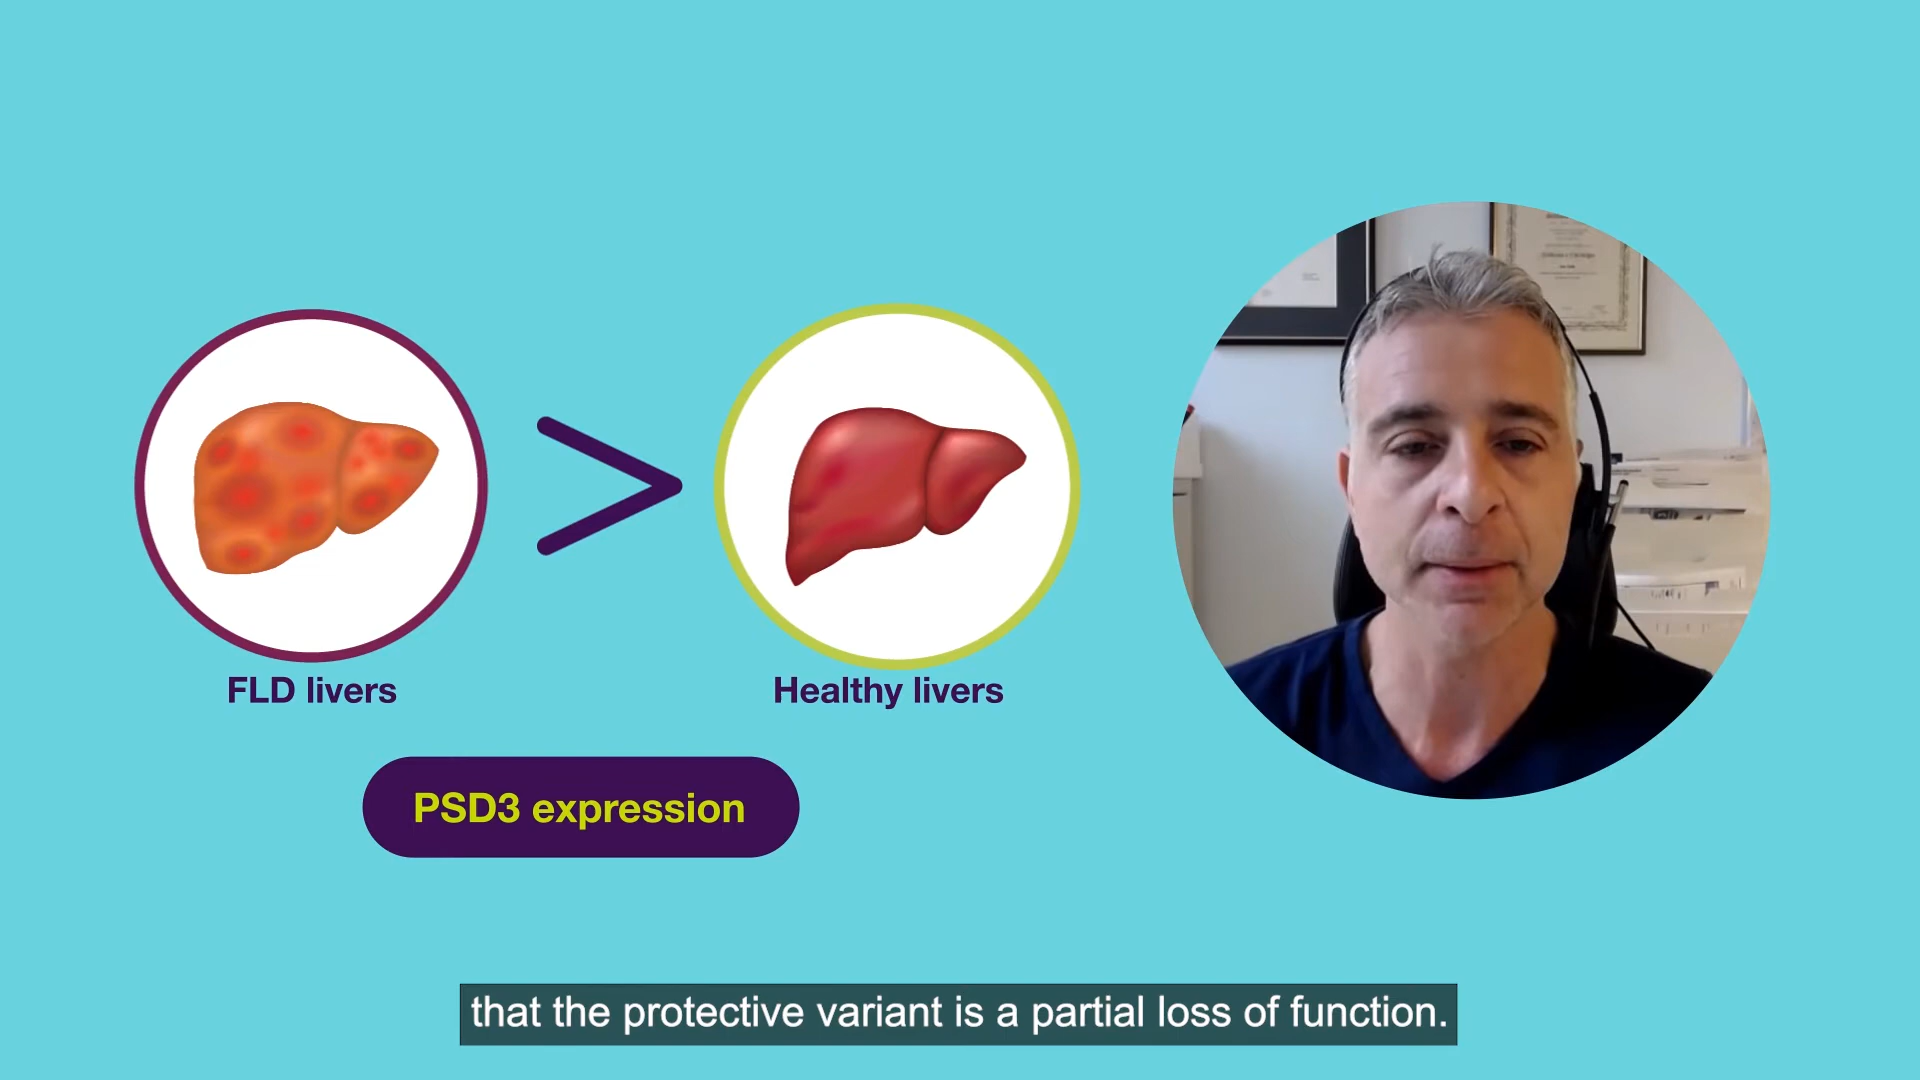 FLD livers
Healthy livers
PSD3 expression
that the protective variant is a partial loss of function.